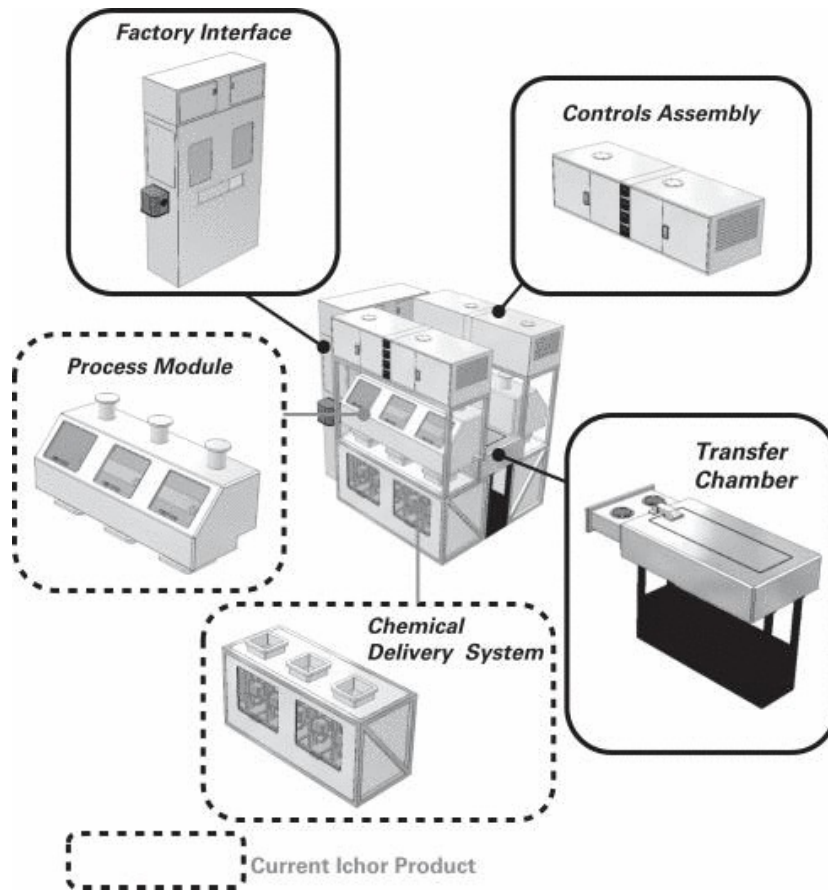 Factory Interface
Controls Assembly
Process Module
Transfer
Chamber
Chemical
Delivery System
Current Ichor Product